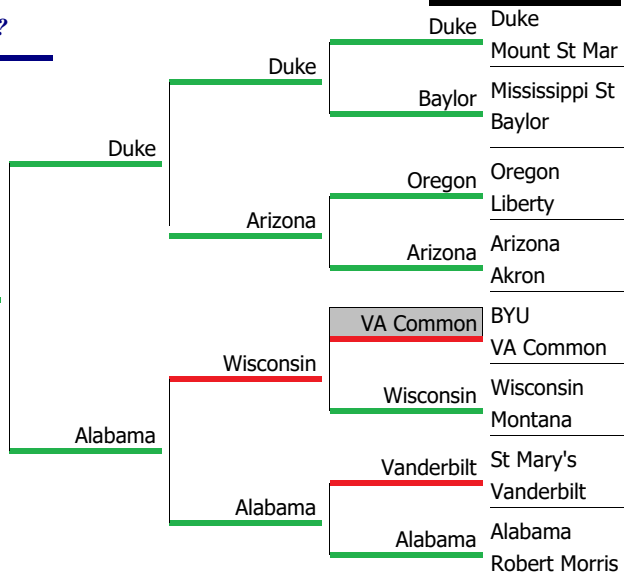 ?
Duke
Duke
Mount St Mar
Duke
Baylor
Mississippi St
Baylor
Duke
Oregon
Oregon
Liberty
Arizona
Arizona
Arizona
Akron
VA Common
BYU
VA Common
Wisconsin
Wisconsin
Wisconsin
Montana
Alabama
Vanderbilt
St Mary's
Vanderbilt
Alabama
Alabama
Alabama
Robert Morris